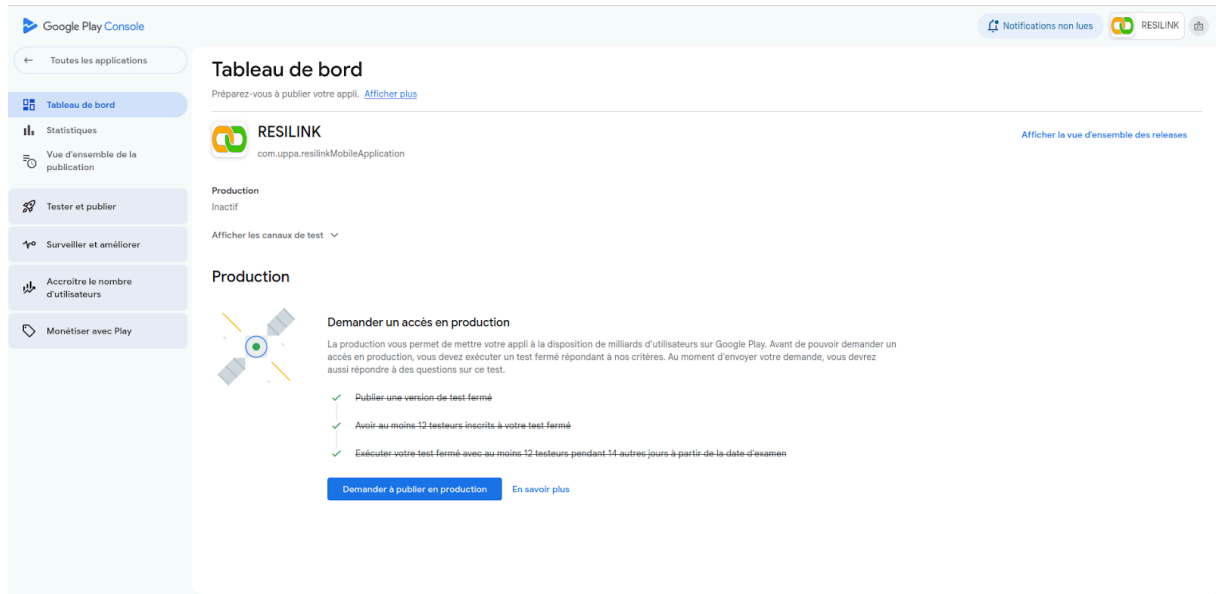 Google Play Console
Notifications non lues
RESILINK
Toutes les applications
Tableau de bord
Statistiques
Vue d'ensemble de la
publication
Tester et publier
Surveiller et améliorer
Accroître le nombre
d'utilisateurs
Monétiser avec Play
Tableau de bord
Préparez-vous à publier votre appli. Afficher plus
RESILINK
com.uppa.resilinkMobileApplication
Afficher la vue d'ensemble des releases
Production
Inactif
Afficher les canaux de test
Production
Demander un accès en production
La production vous permet de mettre votre appli à la disposition de milliards d'utilisateurs sur Google Play. Avant de pouvoir demander un
accès en production, vous devez exécuter un test fermé répondant à nos critères. Au moment d'envoyer votre demande, vous devrez
aussi répondre à des questions sur ce test.
Publier une version de test fermé
Avoir au moins 12 testeurs inscrits à votre test fermé
Exécuter votre test fermé avec au moins 12 testeurs pendant 14 autres jours à partir de la date d'examen
Demander à publier en production
En savoir plus